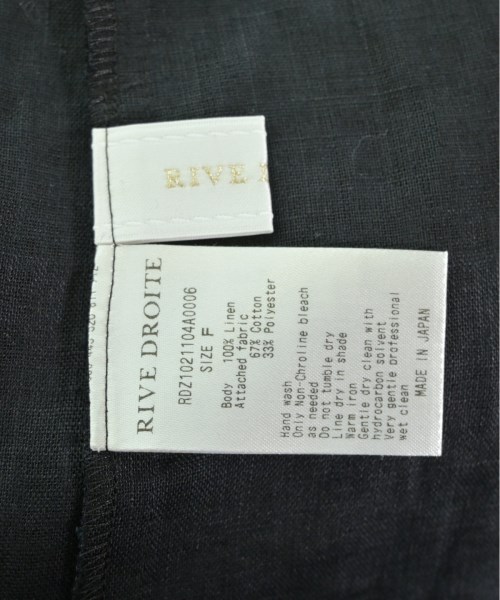 RIVE
RIVE DROITE
RDZ1021104A0006
SIZE F
Body 100% Linen
Attached fabric
67% Cotton
33% Polyester
Hand wash
Only Non-Chroline bleach
as needed
Do not tumble dry
Line dry in shade
Warm iron
Gentle dry clean with
hydrocarbon solvent
Very gentle professional
wet clean
MADE IN JAPAN